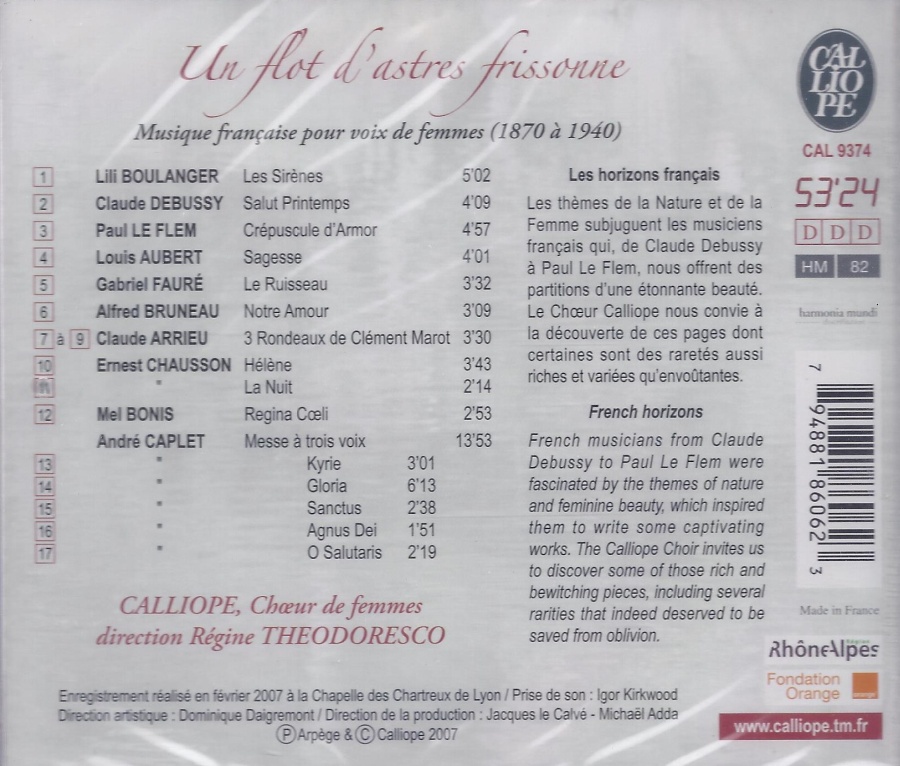 Un flot d'astres frissonne
Musique française pour voix de femmes (1870 à 1940)
1 Lili BOULANGER Les Sirènes 5'02
2 Claude DEBUSSY Salut Printemps 4'09
3 Paul LE FLEM Crépuscule d'Armor 4'57
4 Louis AUBERT Sagesse 4'01
5 Gabriel FAURÉ Le Ruisseau 3'32
6 Alfred BRUNEAU Notre Amour 3'09
7 à 9 Claude ARRIEU 3 Rondeaux de Clément Marot 3'30
10 Ernest CHAUSSON Hélène 3'43
" La Nuit 2'14
12 Mel BONIS Regina Cœli 2'53
André CAPLET Messe à trois voix 13'53
13 " Kyrie 3'01
14 " Gloria 6'13
15 " Sanctus 2'38
16 " Agnus Dei 1'51
17 " O Salutaris 2'19
CALLIOPE, Chœur de femmes
direction Régine THEODORESCO
Les horizons français
Les thèmes de la Nature et de la
Femme subjuguent les musiciens
français qui, de Claude Debussy
à Paul Le Flem, nous offrent des
partitions d'une étonnante beauté.
Le Chœur Calliope nous convie à
la découverte de ces pages dont
certaines sont des raretés aussi
riches et variées qu'envoûtantes.
French horizons
French musicians from Claude
Debussy to Paul Le Flem were
fascinated by the themes of nature
and feminine beauty, which inspired
them to write some captivating
works. The Calliope Choir invites us
to discover some of those rich and
bewitching pieces, including several
rarities that indeed deserved to be
saved from oblivion.
CAL
LIO
PE
CAL 9374
53'24
D D D
HM 82
harmonia mundi
7 94881 86062 3
Made in France
RhôneAlpes
Fondation
Orange
www.calliope.tm.fr
Enregistrement réalisé en février 2007 à la Chapelle des Chartreux de Lyon / Prise de son : Igor Kirkwood
Direction artistique : Dominique Daigremont / Direction de la production : Jacques le Calvé - Michaël Adda
Ⓟ Arpège & Ⓒ Calliope 2007